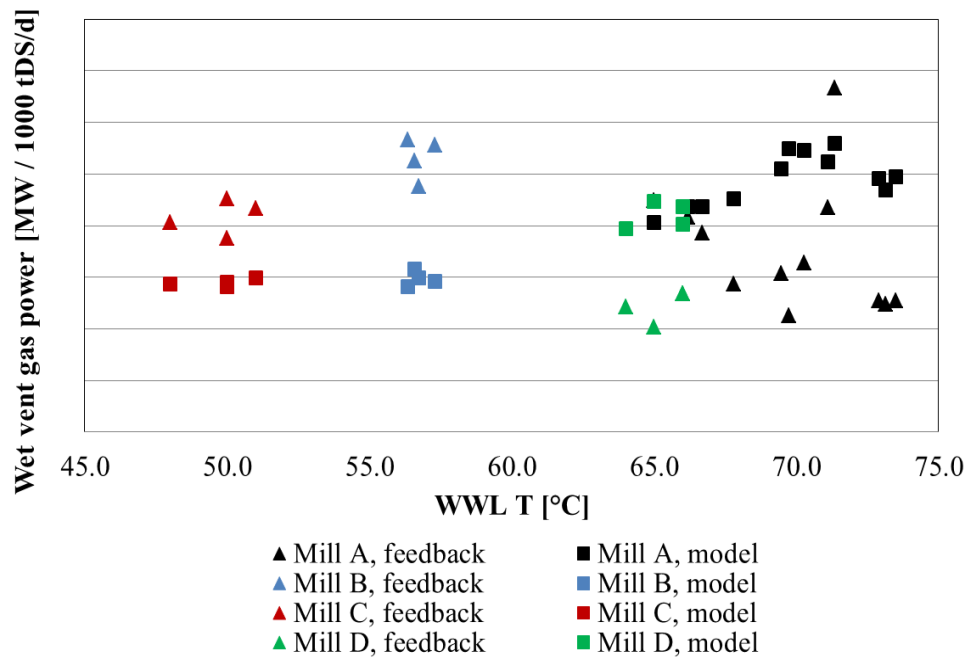 Wet vent gas power [MW / 1000 tDS/d]
45.0 50.0 55.0 60.0 65.0 70.0 75.0
WWL T [°C]
Mill A, feedback Mill A, model
Mill B, feedback Mill B, model
Mill C, feedback Mill C, model
Mill D, feedback Mill D, model